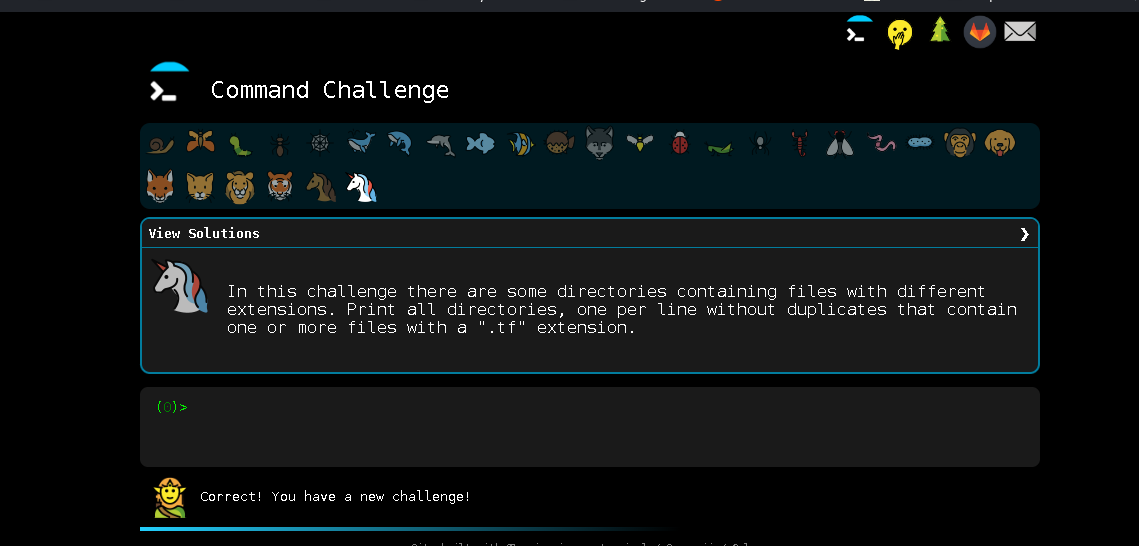 Command Challenge
View Solutions
In this challenge there are some directories containing files with different
extensions. Print all directories, one per line without duplicates that contain
one or more files with a ".tf" extension.
(0)>
Correct! You have a new challenge!